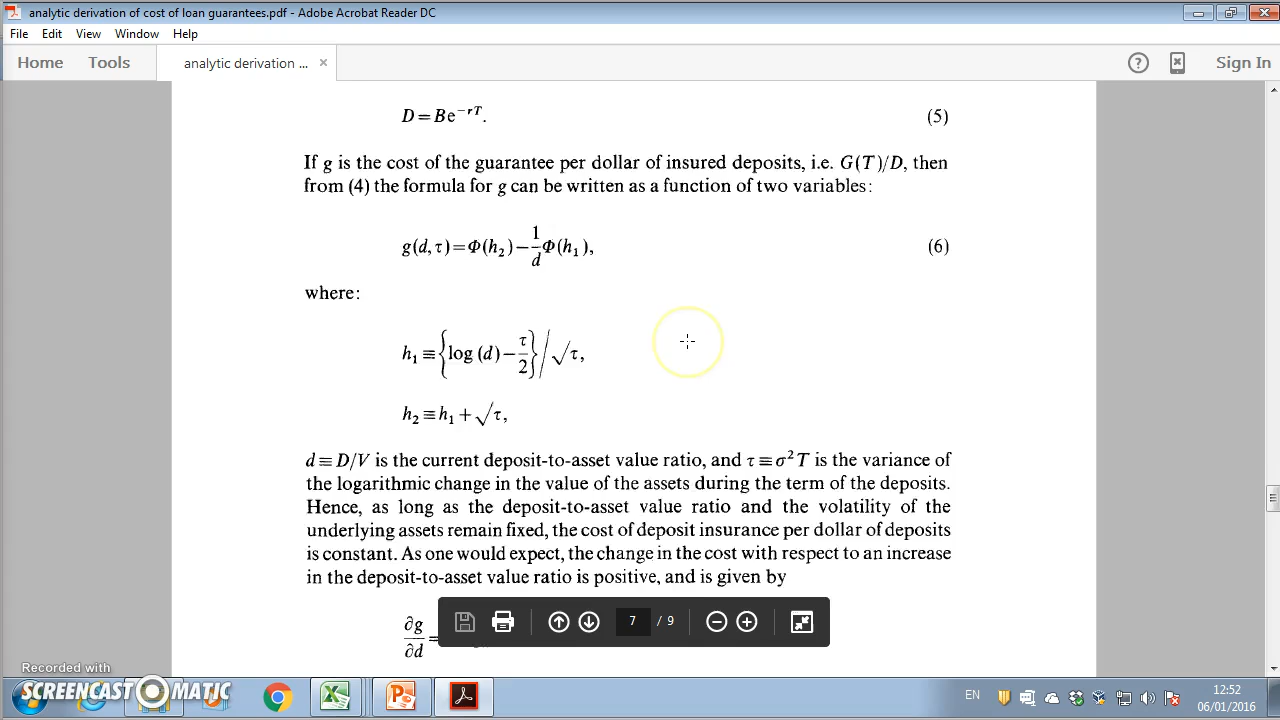 analytic derivation of cost of loan guarantees.pdf - Adobe Acrobat Reader DC
File Edit View Window Help
Home Tools analytic derivation ... × Sign In
D = Be⁻ʳᵀ. (5)
If g is the cost of the guarantee per dollar of insured deposits, i.e. G(T)/D, then
from (4) the formula for g can be written as a function of two variables:
g(d, τ) = Φ(h₂) − 1/d Φ(h₁), (6)
where:
h₁ ≡ {log (d) − τ/2} / √τ,
h₂ ≡ h₁ + √τ,
d ≡ D/V is the current deposit-to-asset value ratio, and τ ≡ σ²T is the variance of
the logarithmic change in the value of the assets during the term of the deposits.
Hence, as long as the deposit-to-asset value ratio and the volatility of the
underlying assets remain fixed, the cost of deposit insurance per dollar of deposits
is constant. As one would expect, the change in the cost with respect to an increase
in the deposit-to-asset value ratio is positive, and is given by
∂g/∂d =
7 / 9
Recorded with
SCREENCAST MATIC
EN
12:52
06/01/2016